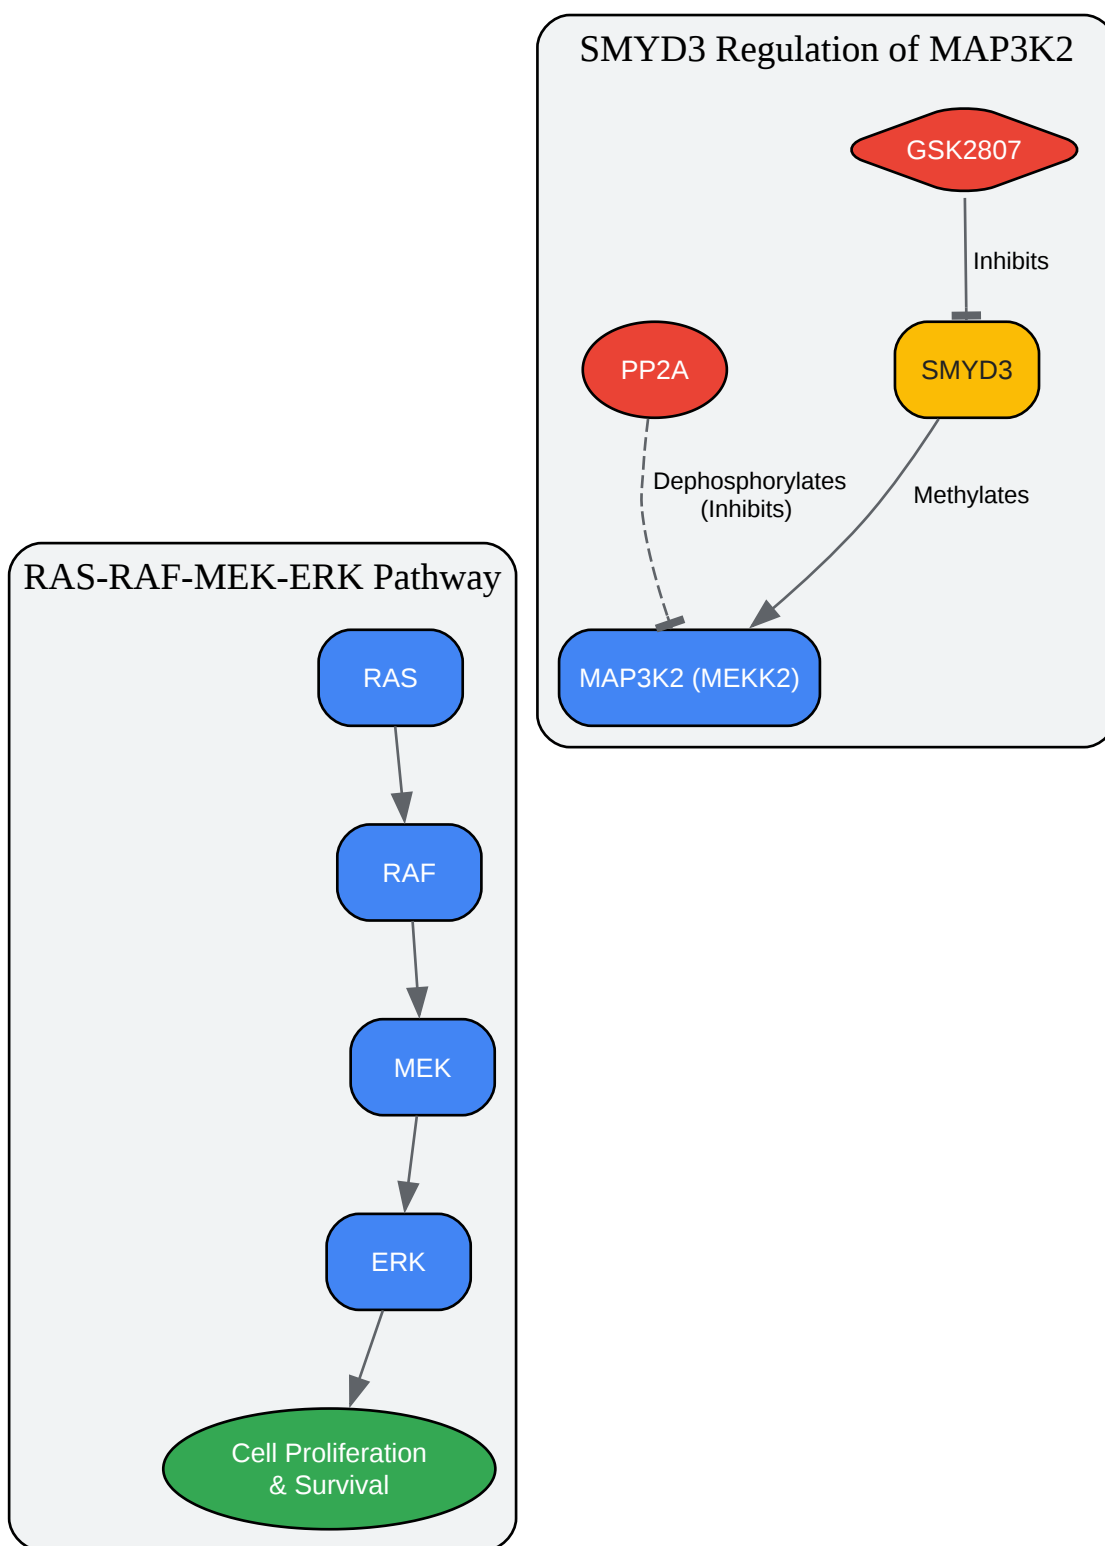 SMYD3 Regulation of MAP3K2
GSK2807
Inhibits
PP2A
SMYD3
Dephosphorylates
(Inhibits)
Methylates
MAP3K2 (MEKK2)
RAS-RAF-MEK-ERK Pathway
RAS
RAF
MEK
ERK
Cell Proliferation
& Survival